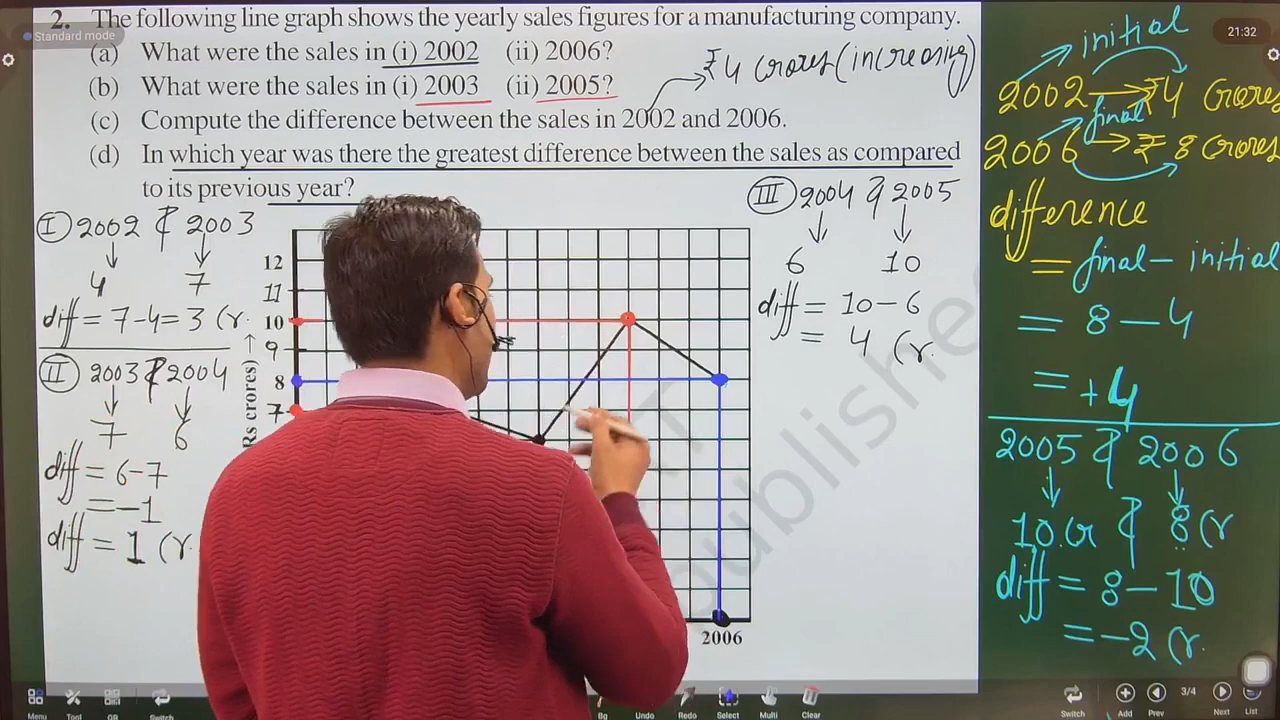 2. The following line graph shows the yearly sales figures for a manufacturing company.
Standard mode
21:32
(a) What were the sales in (i) 2002 (ii) 2006?
(b) What were the sales in (i) 2003 (ii) 2005?
(c) Compute the difference between the sales in 2002 and 2006.
(d) In which year was there the greatest difference between the sales as compared
to its previous year?
₹4 crores (increasing)
I 2002 & 2003
4 7
diff = 7-4= 3 Cr.
II 2003 & 2004
7 6
diff = 6-7
= -1
diff = 1 Cr.
12
11
10
9
8
7
Rs crores) →
2006
III 2004 & 2005
6 10
diff = 10-6
= 4 Cr.
publishe
initial
2002 → ₹4 Crores
final
2006 → ₹ 8 crores
difference
= final - initial
= 8 - 4
= +4
2005 & 2006
10.Cr & 8 Cr
diff = 8 - 10
= -2 Cr.
Menu Tool QR Switch Bg Undo Redo Select Multi Clear Switch Add Prev 3/4 Next List